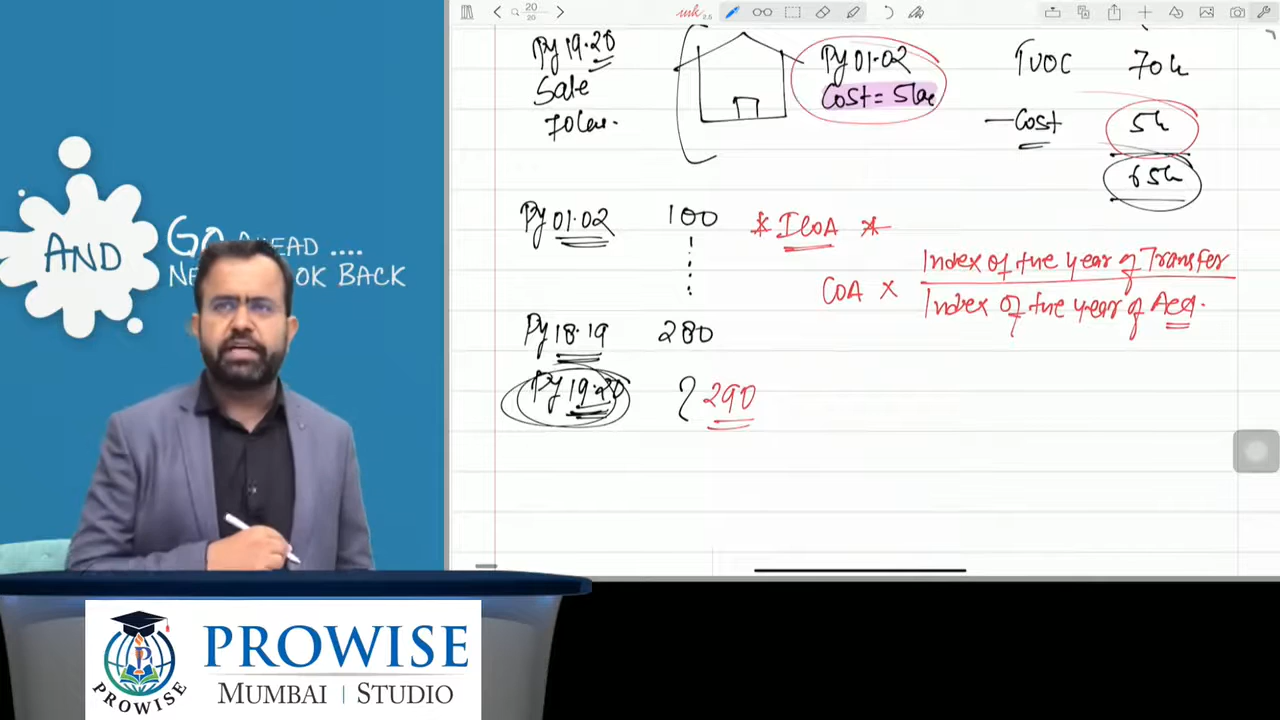 20
20
Py 19.20
Sale
70lac.
Py 01.02
Cost = 5lac
FVOC 70L
— Cost 5L
65L
Py 01.02 100
* ICOA *
COA × Index of the year of Transfer
Index of the year of Acq.
Py 18.19 280
Py 19.20 ? 290
AND
GO AHEAD ....
BACK
PROWISE
PROWISE
MUMBAI | STUDIO